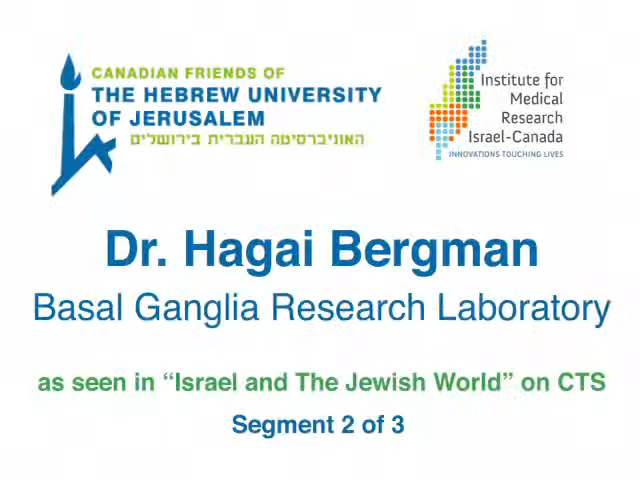 CANADIAN FRIENDS OF
THE HEBREW UNIVERSITY
OF JERUSALEM
האוניברסיטה העברית בירושלים
Institute for
Medical
Research
Israel-Canada
INNOVATIONS TOUCHING LIVES
Dr. Hagai Bergman
Basal Ganglia Research Laboratory
as seen in “Israel and The Jewish World” on CTS
Segment 2 of 3